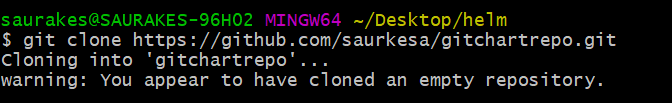 saurakes@SAURAKES-96H02 MINGW64 ~/Desktop/helm
$ git clone https://github.com/saurkesa/gitchartrepo.git
Cloning into 'gitchartrepo'...
warning: You appear to have cloned an empty repository.